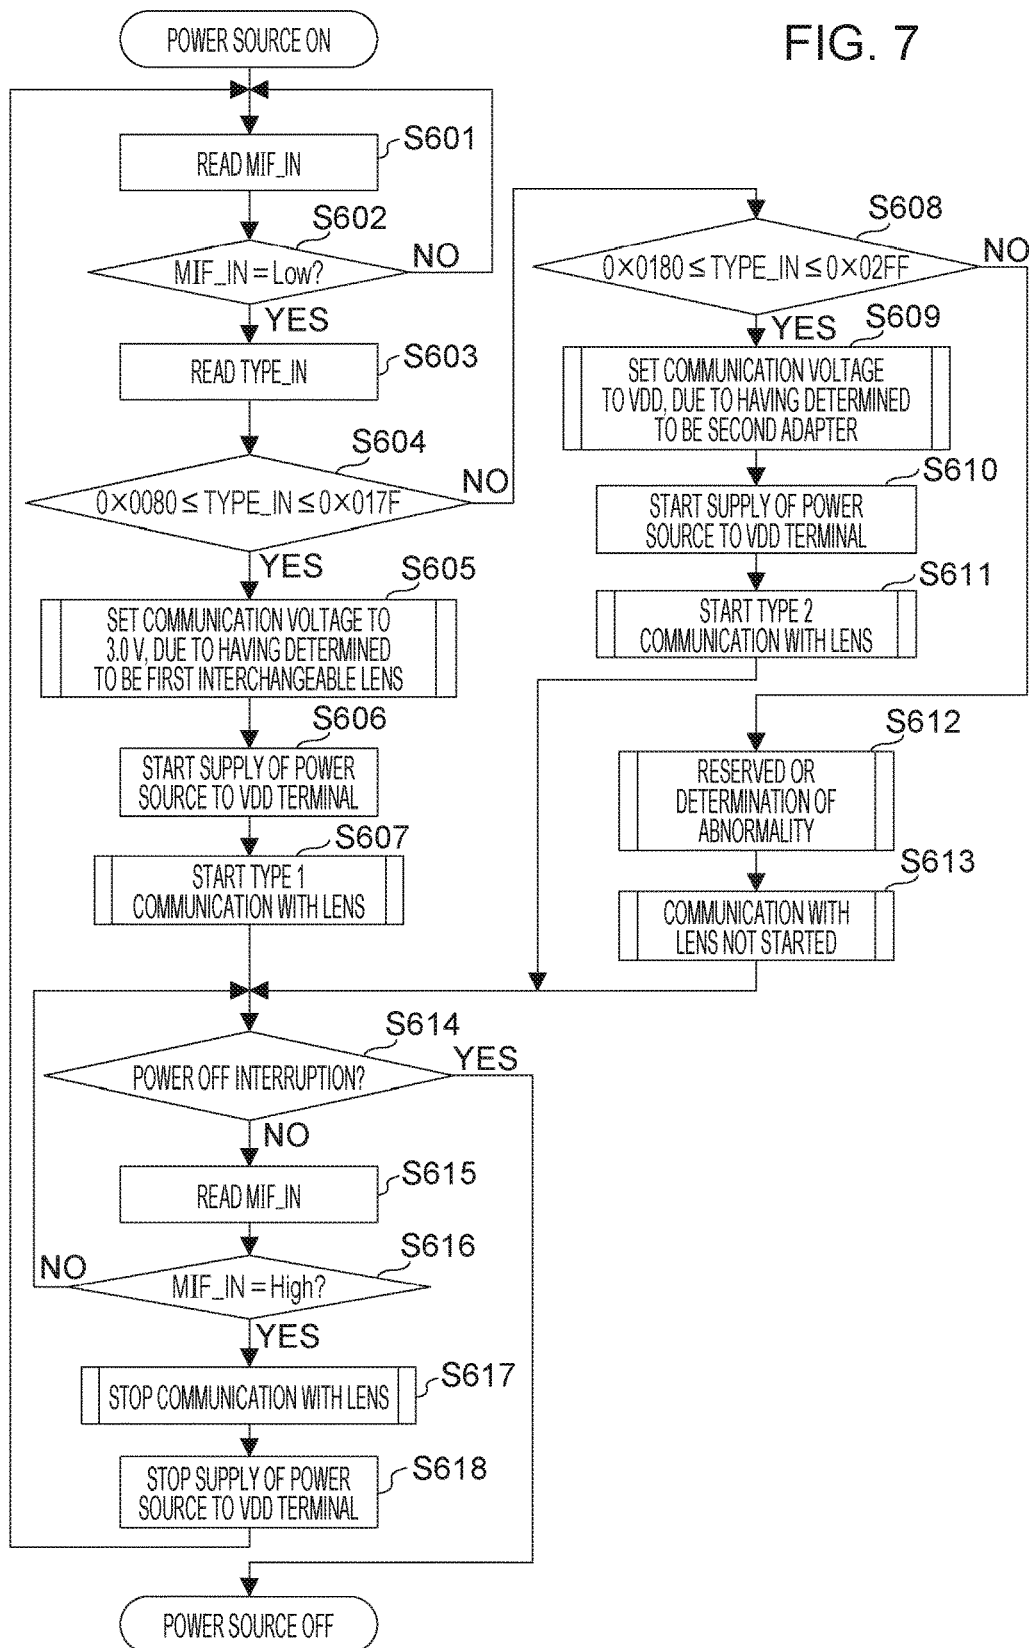 FIG. 7
POWER SOURCE ON
S601
READ MIF_IN
S602
MIF_IN = Low?
NO
YES
S603
READ TYPE_IN
S604
0×0080 ≤ TYPE_IN ≤ 0×017F
NO
YES
S605
SET COMMUNICATION VOLTAGE TO
3.0 V, DUE TO HAVING DETERMINED
TO BE FIRST INTERCHANGEABLE LENS
S606
START SUPPLY OF POWER
SOURCE TO VDD TERMINAL
S607
START TYPE 1
COMMUNICATION WITH LENS
S608
0×0180 ≤ TYPE_IN ≤ 0×02FF
NO
YES
S609
SET COMMUNICATION VOLTAGE
TO VDD, DUE TO HAVING DETERMINED
TO BE SECOND ADAPTER
S610
START SUPPLY OF POWER
SOURCE TO VDD TERMINAL
S611
START TYPE 2
COMMUNICATION WITH LENS
S612
RESERVED OR
DETERMINATION OF
ABNORMALITY
S613
COMMUNICATION WITH
LENS NOT STARTED
S614
POWER OFF INTERRUPTION?
YES
NO
S615
READ MIF_IN
S616
NO
MIF_IN = High?
YES
S617
STOP COMMUNICATION WITH LENS
S618
STOP SUPPLY OF POWER
SOURCE TO VDD TERMINAL
POWER SOURCE OFF